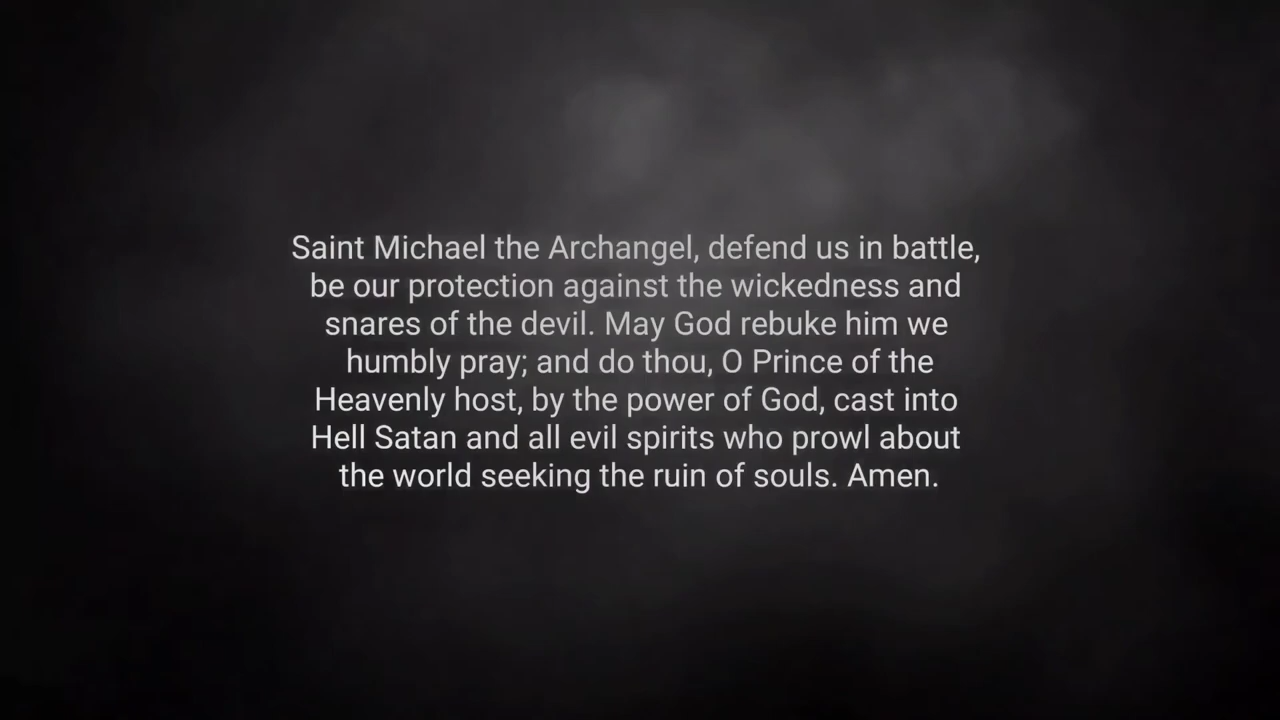 Saint Michael the Archangel, defend us in battle,
be our protection against the wickedness and
snares of the devil. May God rebuke him we
humbly pray; and do thou, O Prince of the
Heavenly host, by the power of God, cast into
Hell Satan and all evil spirits who prowl about
the world seeking the ruin of souls. Amen.